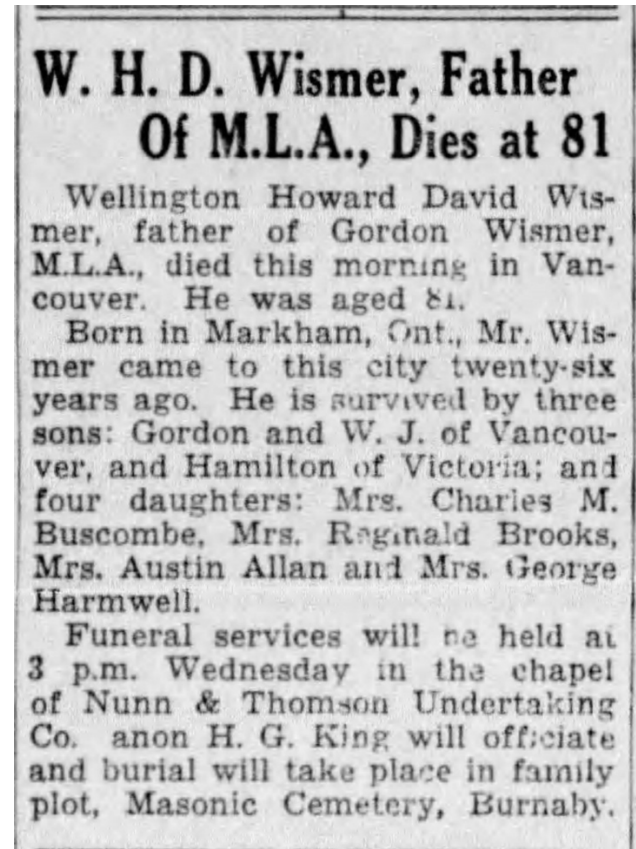 W. H. D. Wismer, Father
Of M.L.A., Dies at 81
Wellington Howard David Wis-
mer, father of Gordon Wismer,
M.L.A., died this morning in Van-
couver. He was aged 81.
Born in Markham, Ont., Mr. Wis-
mer came to this city twenty-six
years ago. He is survived by three
sons: Gordon and W. J. of Vancou-
ver, and Hamilton of Victoria; and
four daughters: Mrs. Charles M.
Buscombe, Mrs. Reginald Brooks,
Mrs. Austin Allan and Mrs. George
Harmwell.
Funeral services will be held at
3 p.m. Wednesday in the chapel
of Nunn & Thomson Undertaking
Co. anon H. G. King will officiate
and burial will take place in family
plot, Masonic Cemetery, Burnaby.